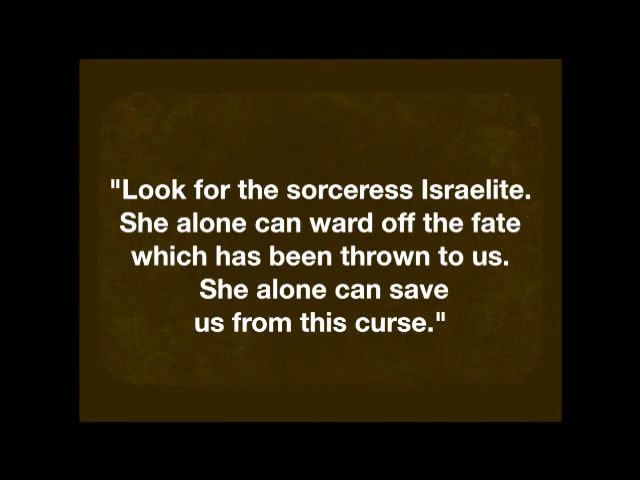 "Look for the sorceress Israelite.
She alone can ward off the fate
which has been thrown to us.
She alone can save
us from this curse."